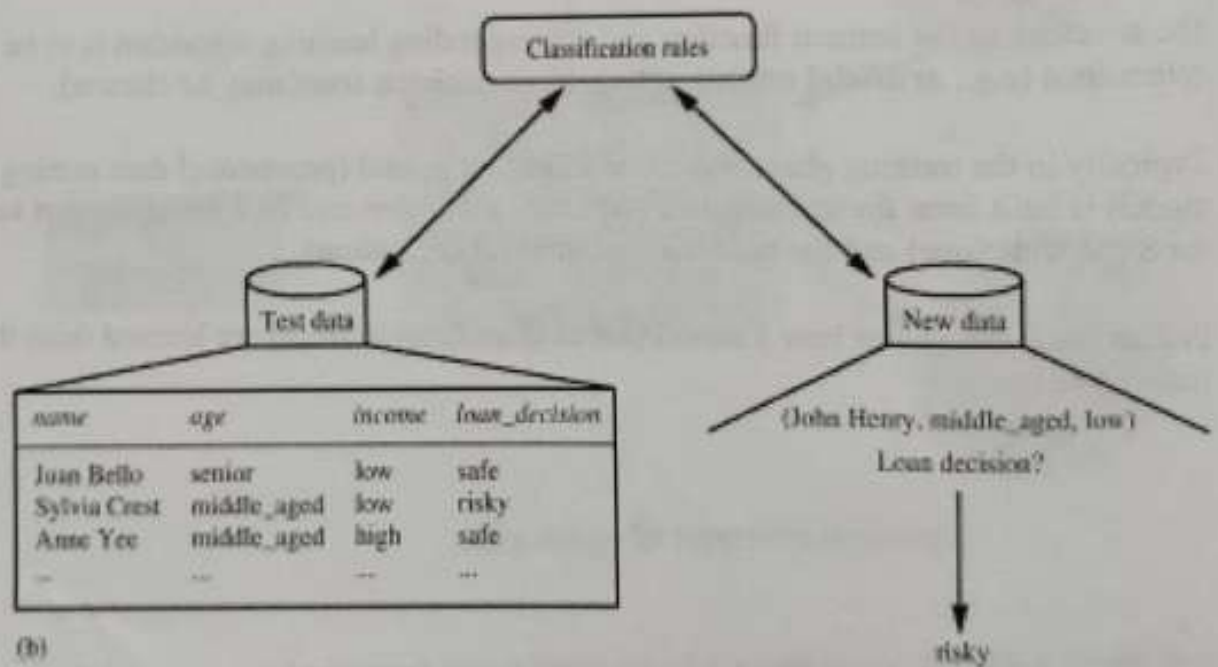 Classification rules
Test data
New data
name age income loan_decision
Juan Bello senior low safe
Sylvia Crest middle_aged low risky
Anne Yee middle_aged high safe
... ... ... ...
(John Henry, middle_aged, low)
Loan decision?
risky
(b)